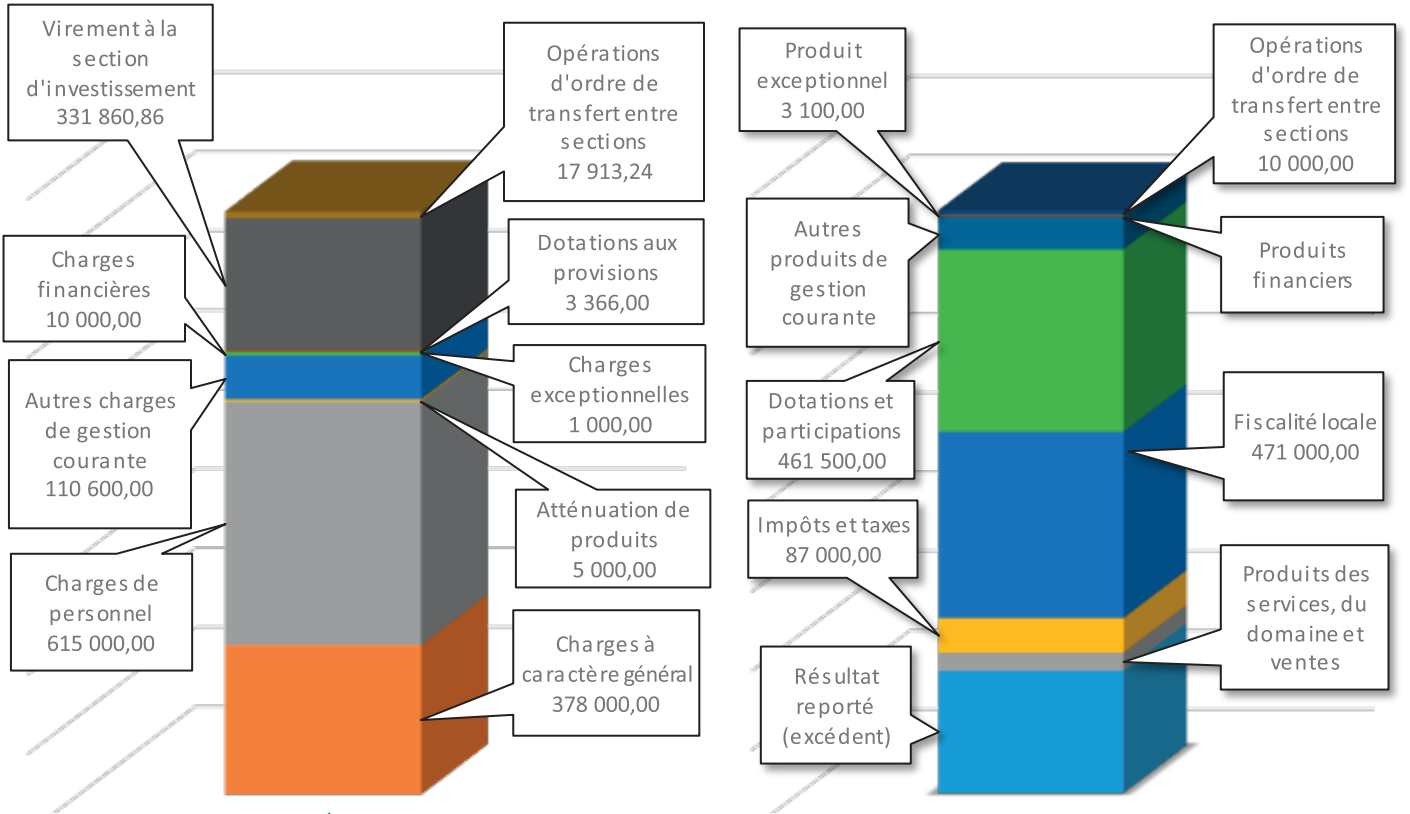 Virement à la
section
d'investissement
331 860,86
Opérations
d'ordre de
transfert entre
sections
17 913,24
Charges
financières
10 000,00
Dotations aux
provisions
3 366,00
Autres charges
de gestion
courante
110 600,00
Charges
exceptionnelles
1 000,00
Atténuation de
produits
5 000,00
Charges de
personnel
615 000,00
Charges à
caractère général
378 000,00
Produit
exceptionnel
3 100,00
Opérations
d'ordre de
transfert entre
sections
10 000,00
Autres
produits de
gestion
courante
Produits
financiers
Dotations et
participations
461 500,00
Fiscalité locale
471 000,00
Impôts et taxes
87 000,00
Produits des
services, du
domaine et
ventes
Résultat
reporté
(excédent)